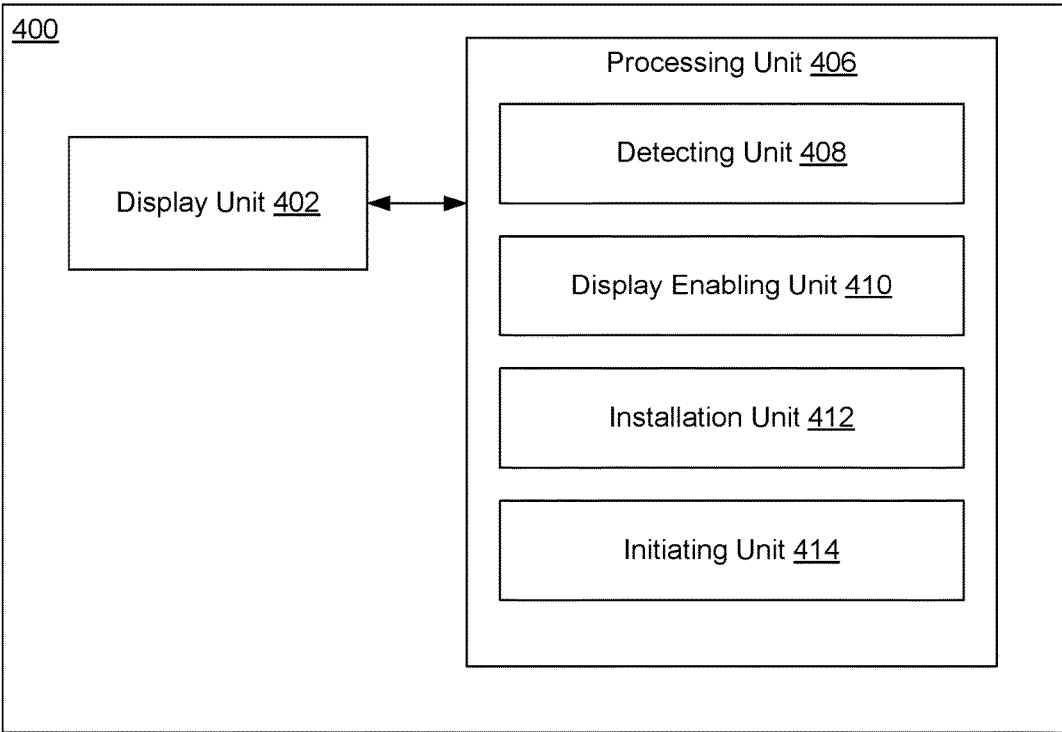 400
Processing Unit 406
Detecting Unit 408
Display Unit 402
Display Enabling Unit 410
Installation Unit 412
Initiating Unit 414